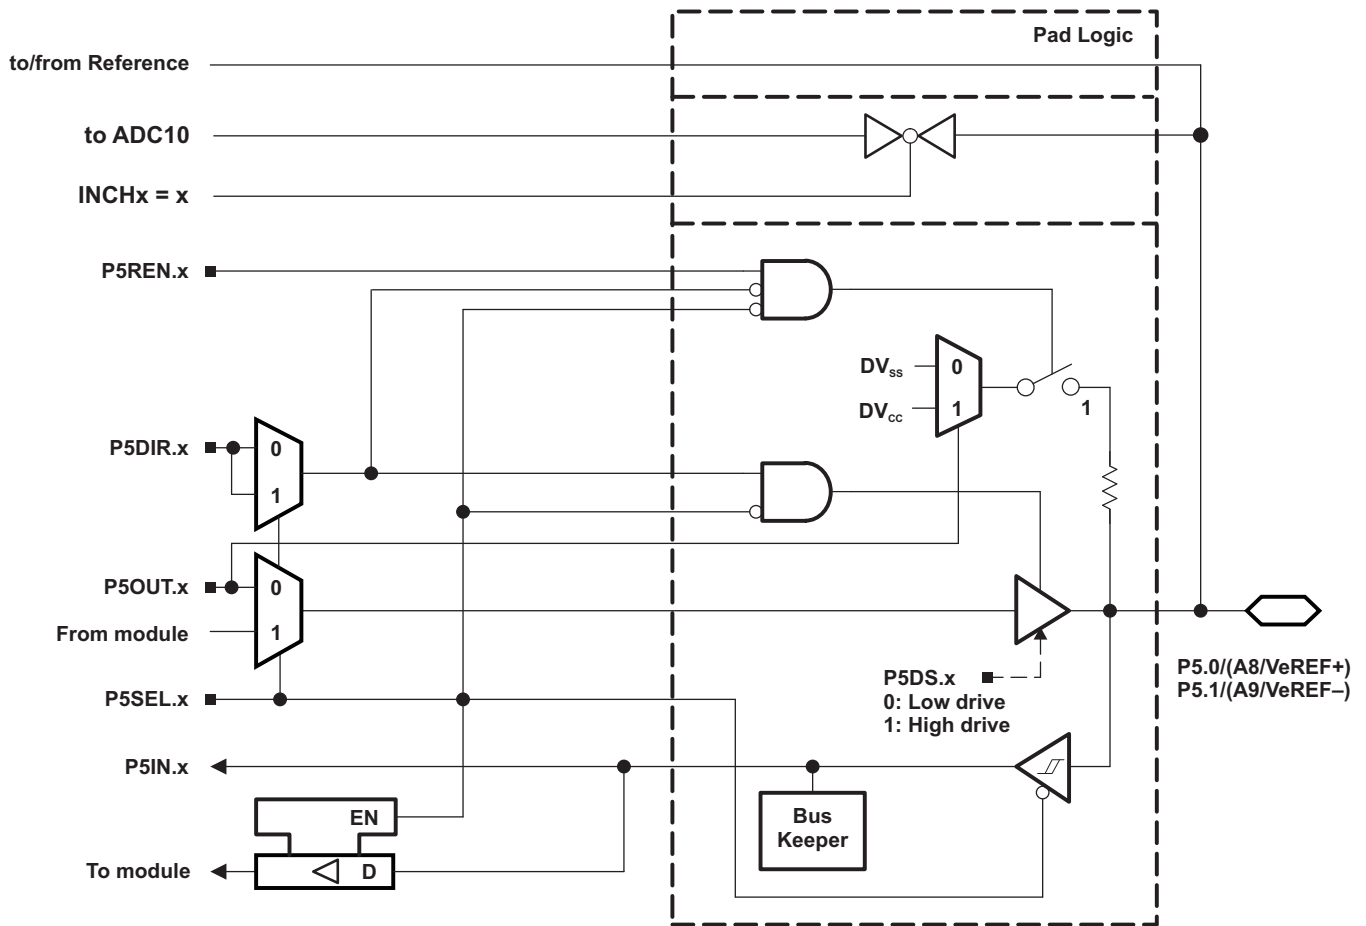 Pad Logic
to/from Reference
to ADC10
INCHx = x
P5REN.x
DVss
0
DVcc
1
1
P5DIR.x
0
1
P5OUT.x
0
From module
1
P5DS.x
0: Low drive
1: High drive
P5.0/(A8/VeREF+)
P5.1/(A9/VeREF–)
P5SEL.x
P5IN.x
EN
Bus
Keeper
To module
D